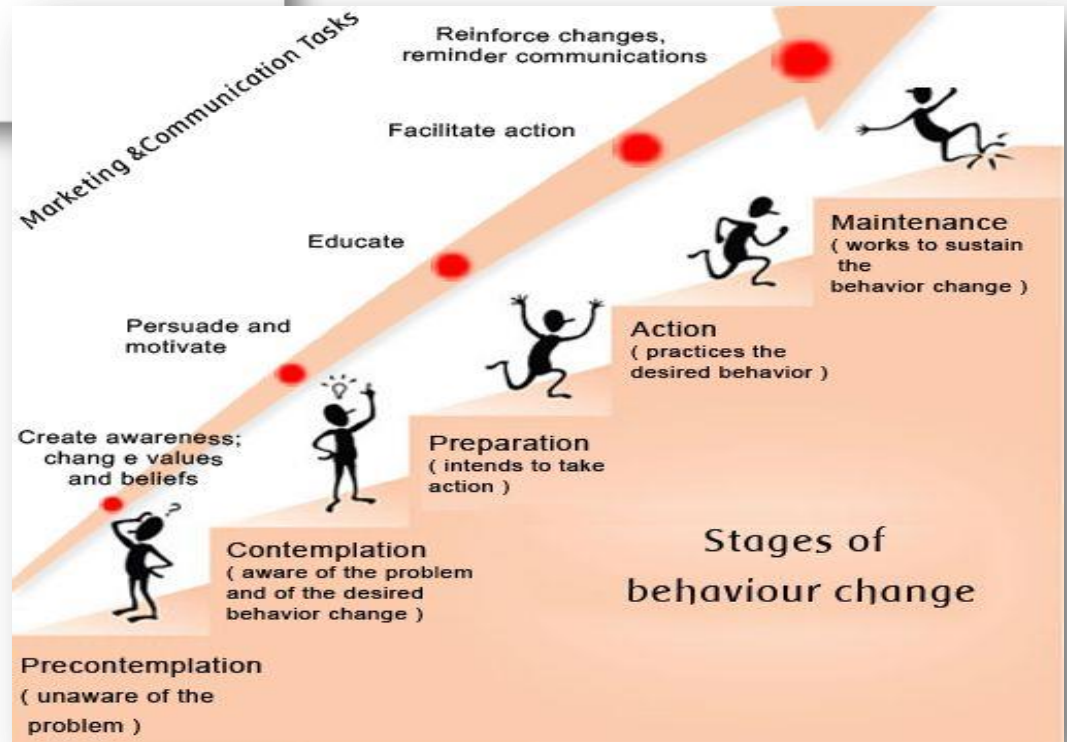 Marketing &Communication Tasks
Reinforce changes,
reminder communications
Facilitate action
Educate
Persuade and
motivate
Create awareness;
chang e values
and beliefs
?
Maintenance
( works to sustain
the
behavior change )
Action
( practices the
desired behavior )
Preparation
( intends to take
action )
Contemplation
( aware of the problem
and of the desired
behavior change )
Precontemplation
( unaware of the
problem )
Stages of
behaviour change